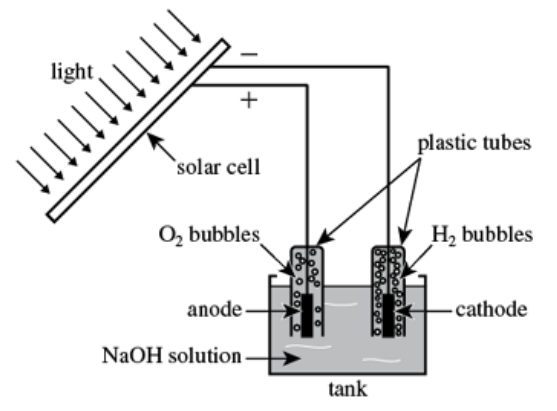 light
−
+
solar cell
plastic tubes
O₂ bubbles
H₂ bubbles
anode
cathode
NaOH solution
tank